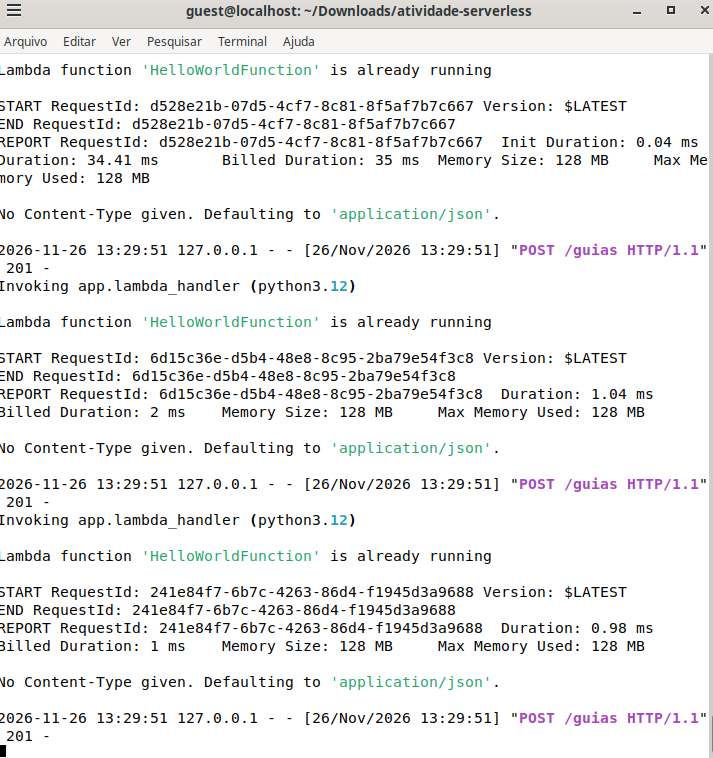 guest@localhost: ~/Downloads/atividade-serverless
Arquivo Editar Ver Pesquisar Terminal Ajuda
Lambda function 'HelloWorldFunction' is already running
START RequestId: d528e21b-07d5-4cf7-8c81-8f5af7b7c667 Version: $LATEST
END RequestId: d528e21b-07d5-4cf7-8c81-8f5af7b7c667
REPORT RequestId: d528e21b-07d5-4cf7-8c81-8f5af7b7c667  Init Duration: 0.04 ms
Duration: 34.41 ms       Billed Duration: 35 ms  Memory Size: 128 MB     Max Me
mory Used: 128 MB
No Content-Type given. Defaulting to 'application/json'.
2026-11-26 13:29:51 127.0.0.1 - - [26/Nov/2026 13:29:51] "POST /guias HTTP/1.1"
201 -
Invoking app.lambda_handler (python3.12)
Lambda function 'HelloWorldFunction' is already running
START RequestId: 6d15c36e-d5b4-48e8-8c95-2ba79e54f3c8 Version: $LATEST
END RequestId: 6d15c36e-d5b4-48e8-8c95-2ba79e54f3c8
REPORT RequestId: 6d15c36e-d5b4-48e8-8c95-2ba79e54f3c8  Duration: 1.04 ms
Billed Duration: 2 ms    Memory Size: 128 MB     Max Memory Used: 128 MB
No Content-Type given. Defaulting to 'application/json'.
2026-11-26 13:29:51 127.0.0.1 - - [26/Nov/2026 13:29:51] "POST /guias HTTP/1.1"
201 -
Invoking app.lambda_handler (python3.12)
Lambda function 'HelloWorldFunction' is already running
START RequestId: 241e84f7-6b7c-4263-86d4-f1945d3a9688 Version: $LATEST
END RequestId: 241e84f7-6b7c-4263-86d4-f1945d3a9688
REPORT RequestId: 241e84f7-6b7c-4263-86d4-f1945d3a9688  Duration: 0.98 ms
Billed Duration: 1 ms    Memory Size: 128 MB     Max Memory Used: 128 MB
No Content-Type given. Defaulting to 'application/json'.
2026-11-26 13:29:51 127.0.0.1 - - [26/Nov/2026 13:29:51] "POST /guias HTTP/1.1"
201 -